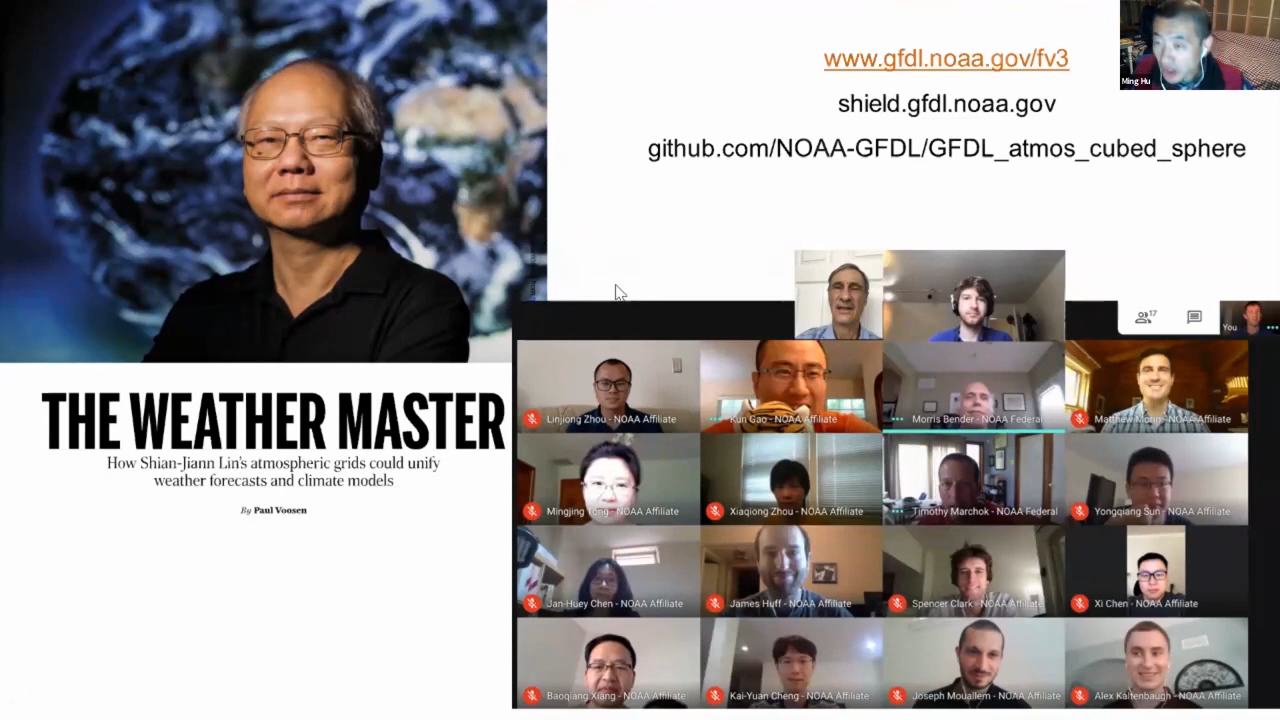 www.gfdl.noaa.gov/fv3
shield.gfdl.noaa.gov
github.com/NOAA-GFDL/GFDL_atmos_cubed_sphere
Ming Hu
THE WEATHER MASTER
How Shian-Jiann Lin's atmospheric grids could unify
weather forecasts and climate models
By Paul Voosen
17
You
Linjiong Zhou - NOAA Affiliate
Kun Gao - NOAA Affiliate
Morris Bender - NOAA Federal
Matthew Morin - NOAA Affiliate
Mingjing Tong - NOAA Affiliate
Xiaqiong Zhou - NOAA Affiliate
Timothy Marchok - NOAA Federal
Yongqiang Sun - NOAA Affiliate
Jan-Huey Chen - NOAA Affiliate
James Huff - NOAA Affiliate
Spencer Clark - NOAA Affiliate
Xi Chen - NOAA Affiliate
Baoqiang Xiang - NOAA Affiliate
Kai-Yuan Cheng - NOAA Affiliate
Joseph Mouallem - NOAA Affiliate
Alex Kaltenbaugh - NOAA Affiliate